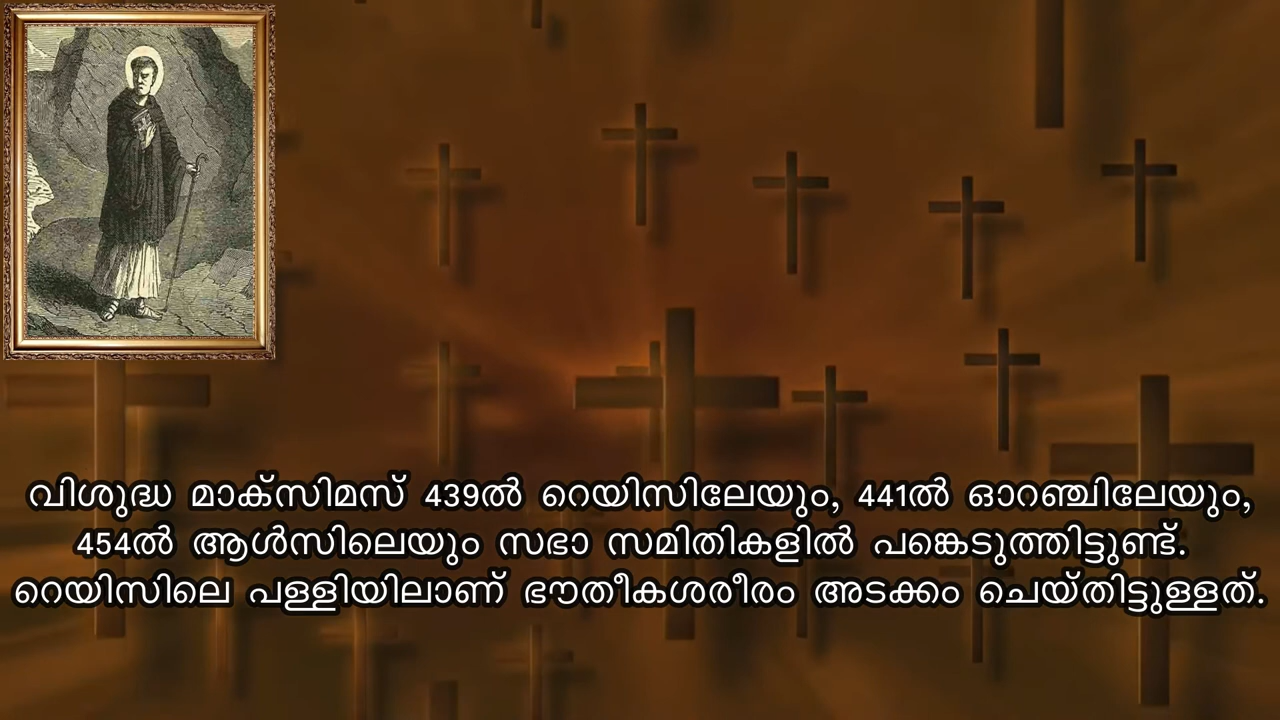 വിശുദ്ധ മാക്സിമസ് 439ൽ റെയിസിലേയും, 441ൽ ഓറഞ്ചിലേയും,
454ൽ ആൾസിലെയും സഭാ സമിതികളിൽ പങ്കെടുത്തിട്ടുണ്ട്.
റെയിസിലെ പള്ളിയിലാണ് ഭൗതീകശരീരം അടക്കം ചെയ്തിട്ടുള്ളത്.